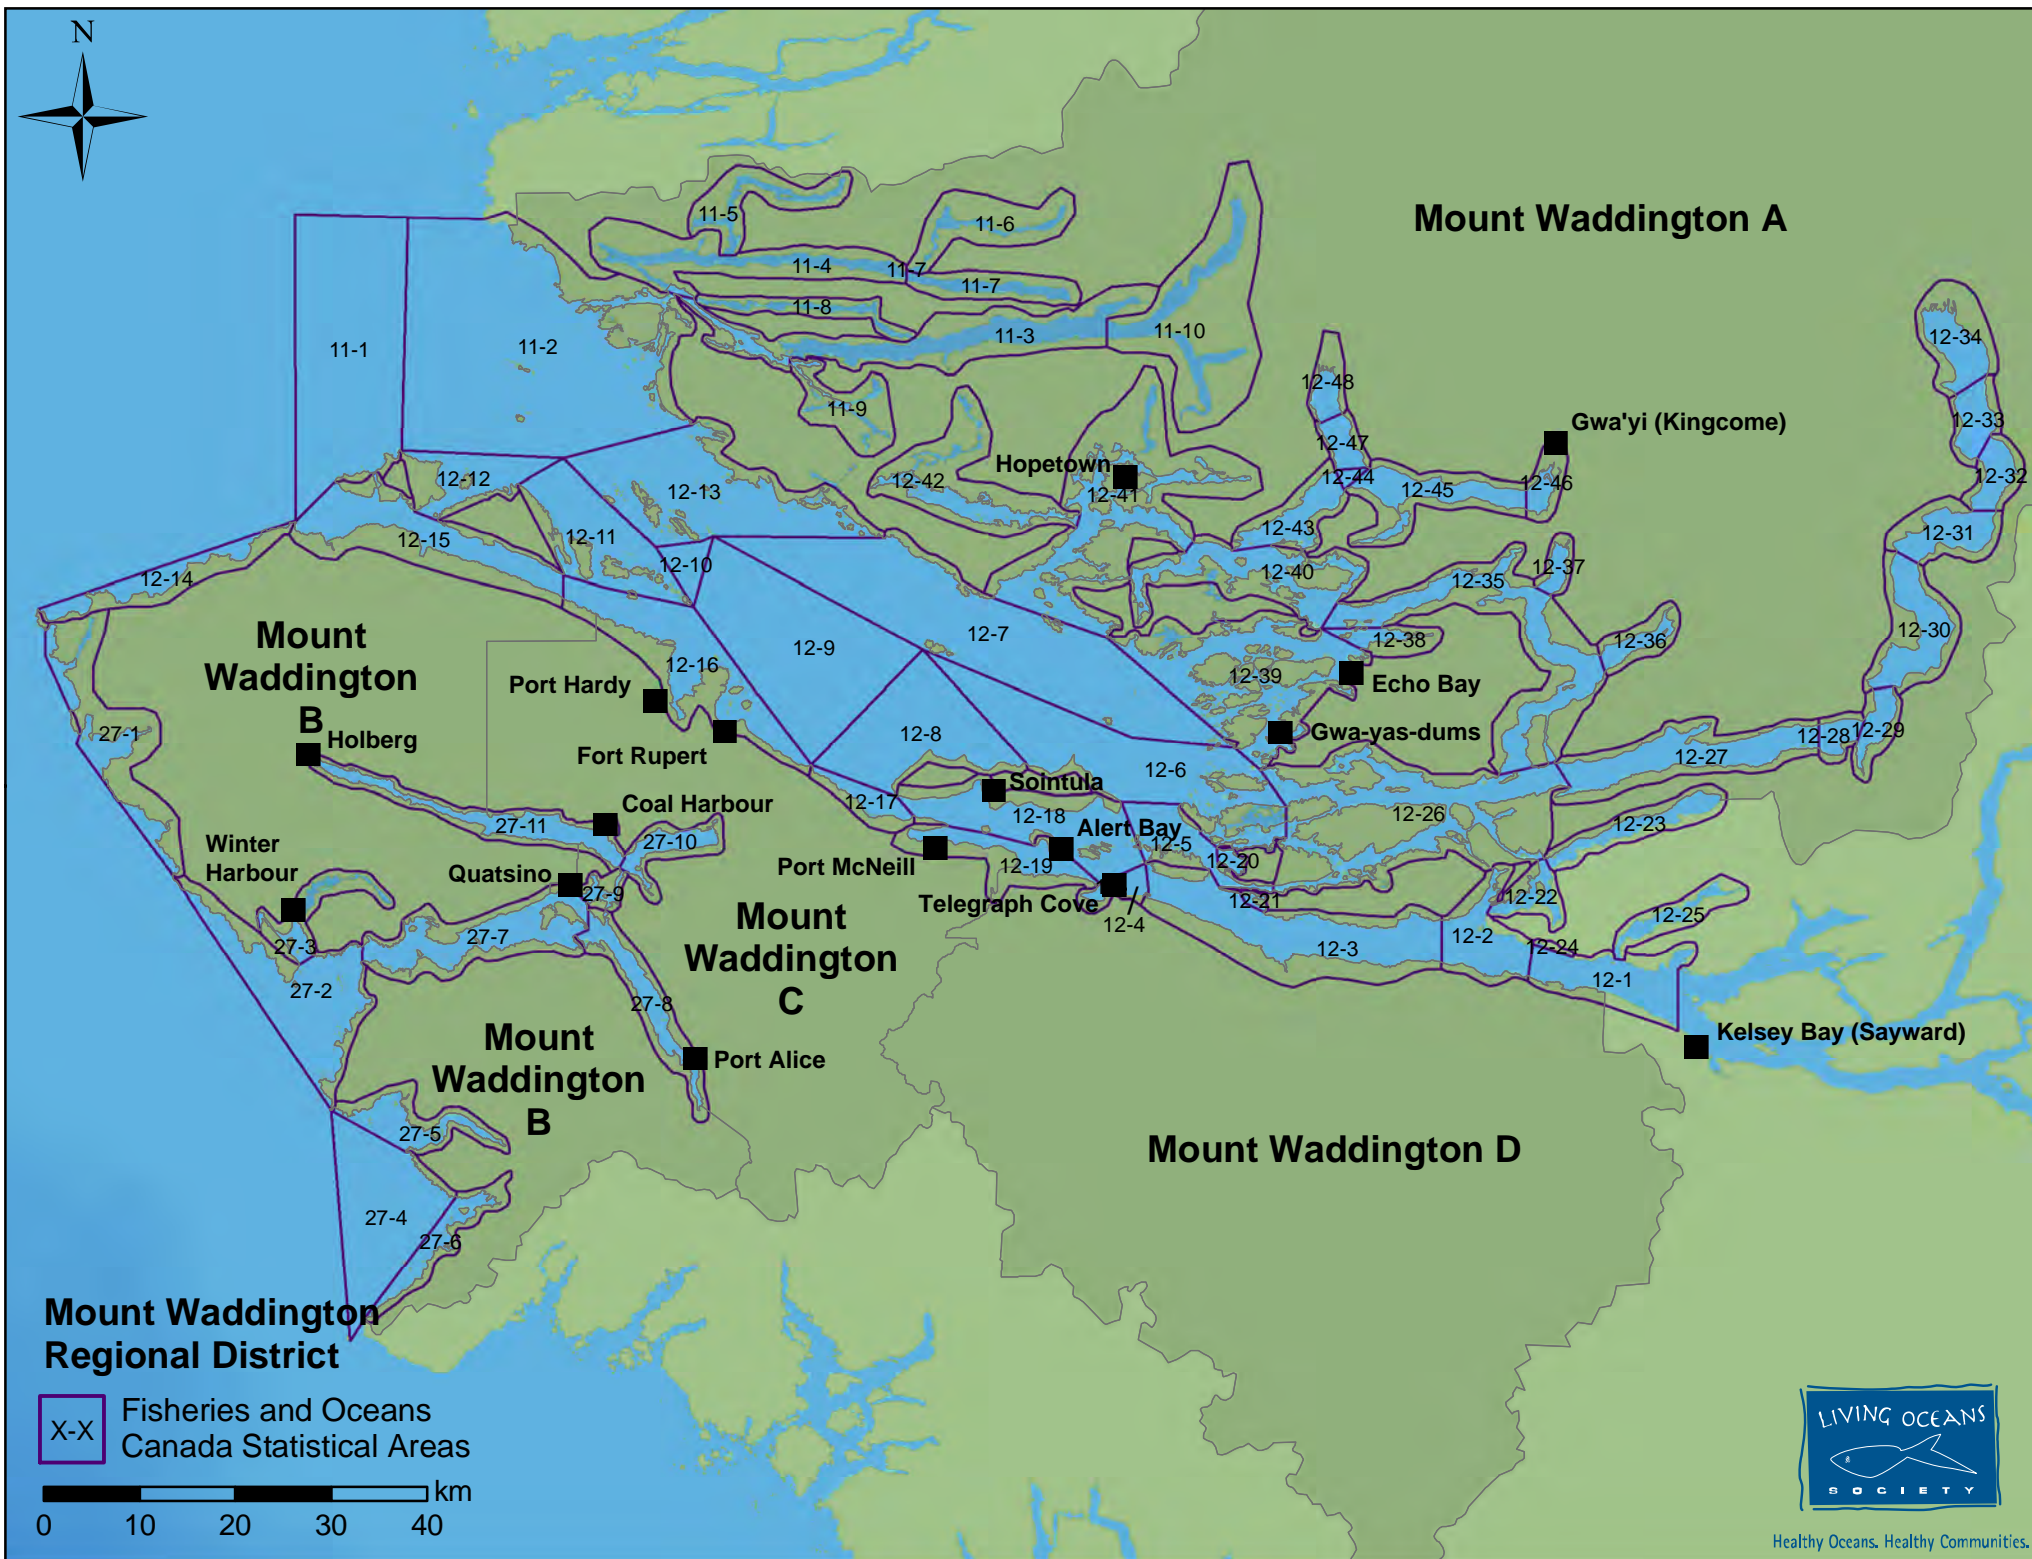 N
Mount Waddington A
11-5
11-6
11-4
11-7
11-7
11-8
11-3
11-10
11-1
11-2
11-9
12-34
12-48
12-33
12-47
Gwa'yi (Kingcome)
Hopetown
12-12
12-13
12-42
12-41
12-44
12-45
12-46
12-32
12-15
12-11
12-10
12-43
12-31
12-14
12-40
12-35
12-37
Mount
Waddington
B
12-9
12-7
12-38
12-36
12-30
12-16
Port Hardy
12-39
Echo Bay
27-1
Holberg
Fort Rupert
12-8
Gwa-yas-dums
12-28
12-29
12-27
12-6
Sointula
12-17
Coal Harbour
12-18
12-26
12-23
27-11
27-10
Alert Bay
12-5
12-20
Winter
Harbour
Quatsino
27-9
Port McNeill
12-19
Telegraph Cove
12-4
12-21
12-22
12-25
27-3
27-7
Mount
Waddington
C
12-3
12-2
12-24
12-1
27-2
27-8
Kelsey Bay (Sayward)
Mount
Waddington
B
Port Alice
27-5
Mount Waddington D
27-4
27-6
Mount Waddington
Regional District
X-X
Fisheries and Oceans
Canada Statistical Areas
km
0 10 20 30 40
LIVING OCEANS
SOCIETY
Healthy Oceans. Healthy Communities.